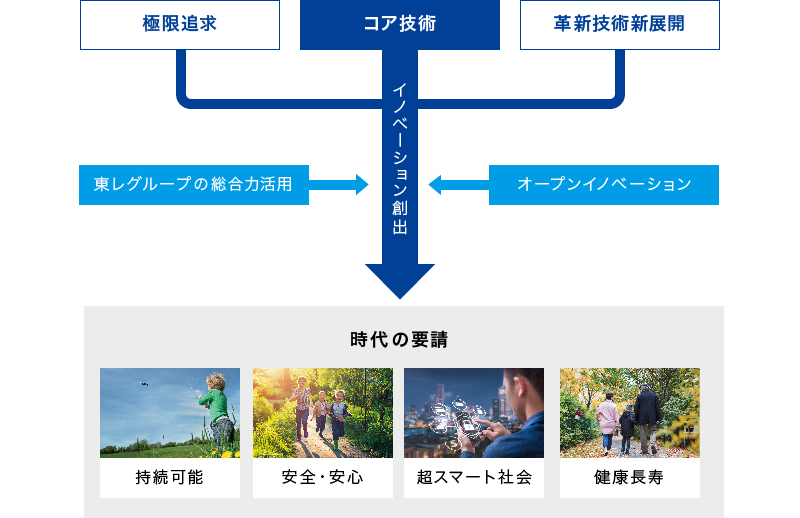 極限追求
コア技術
革新技術新展開
イノベーション創出
東レグループの総合力活用
オープンイノベーション
時代の要請
持続可能
安全・安心
超スマート社会
健康長寿